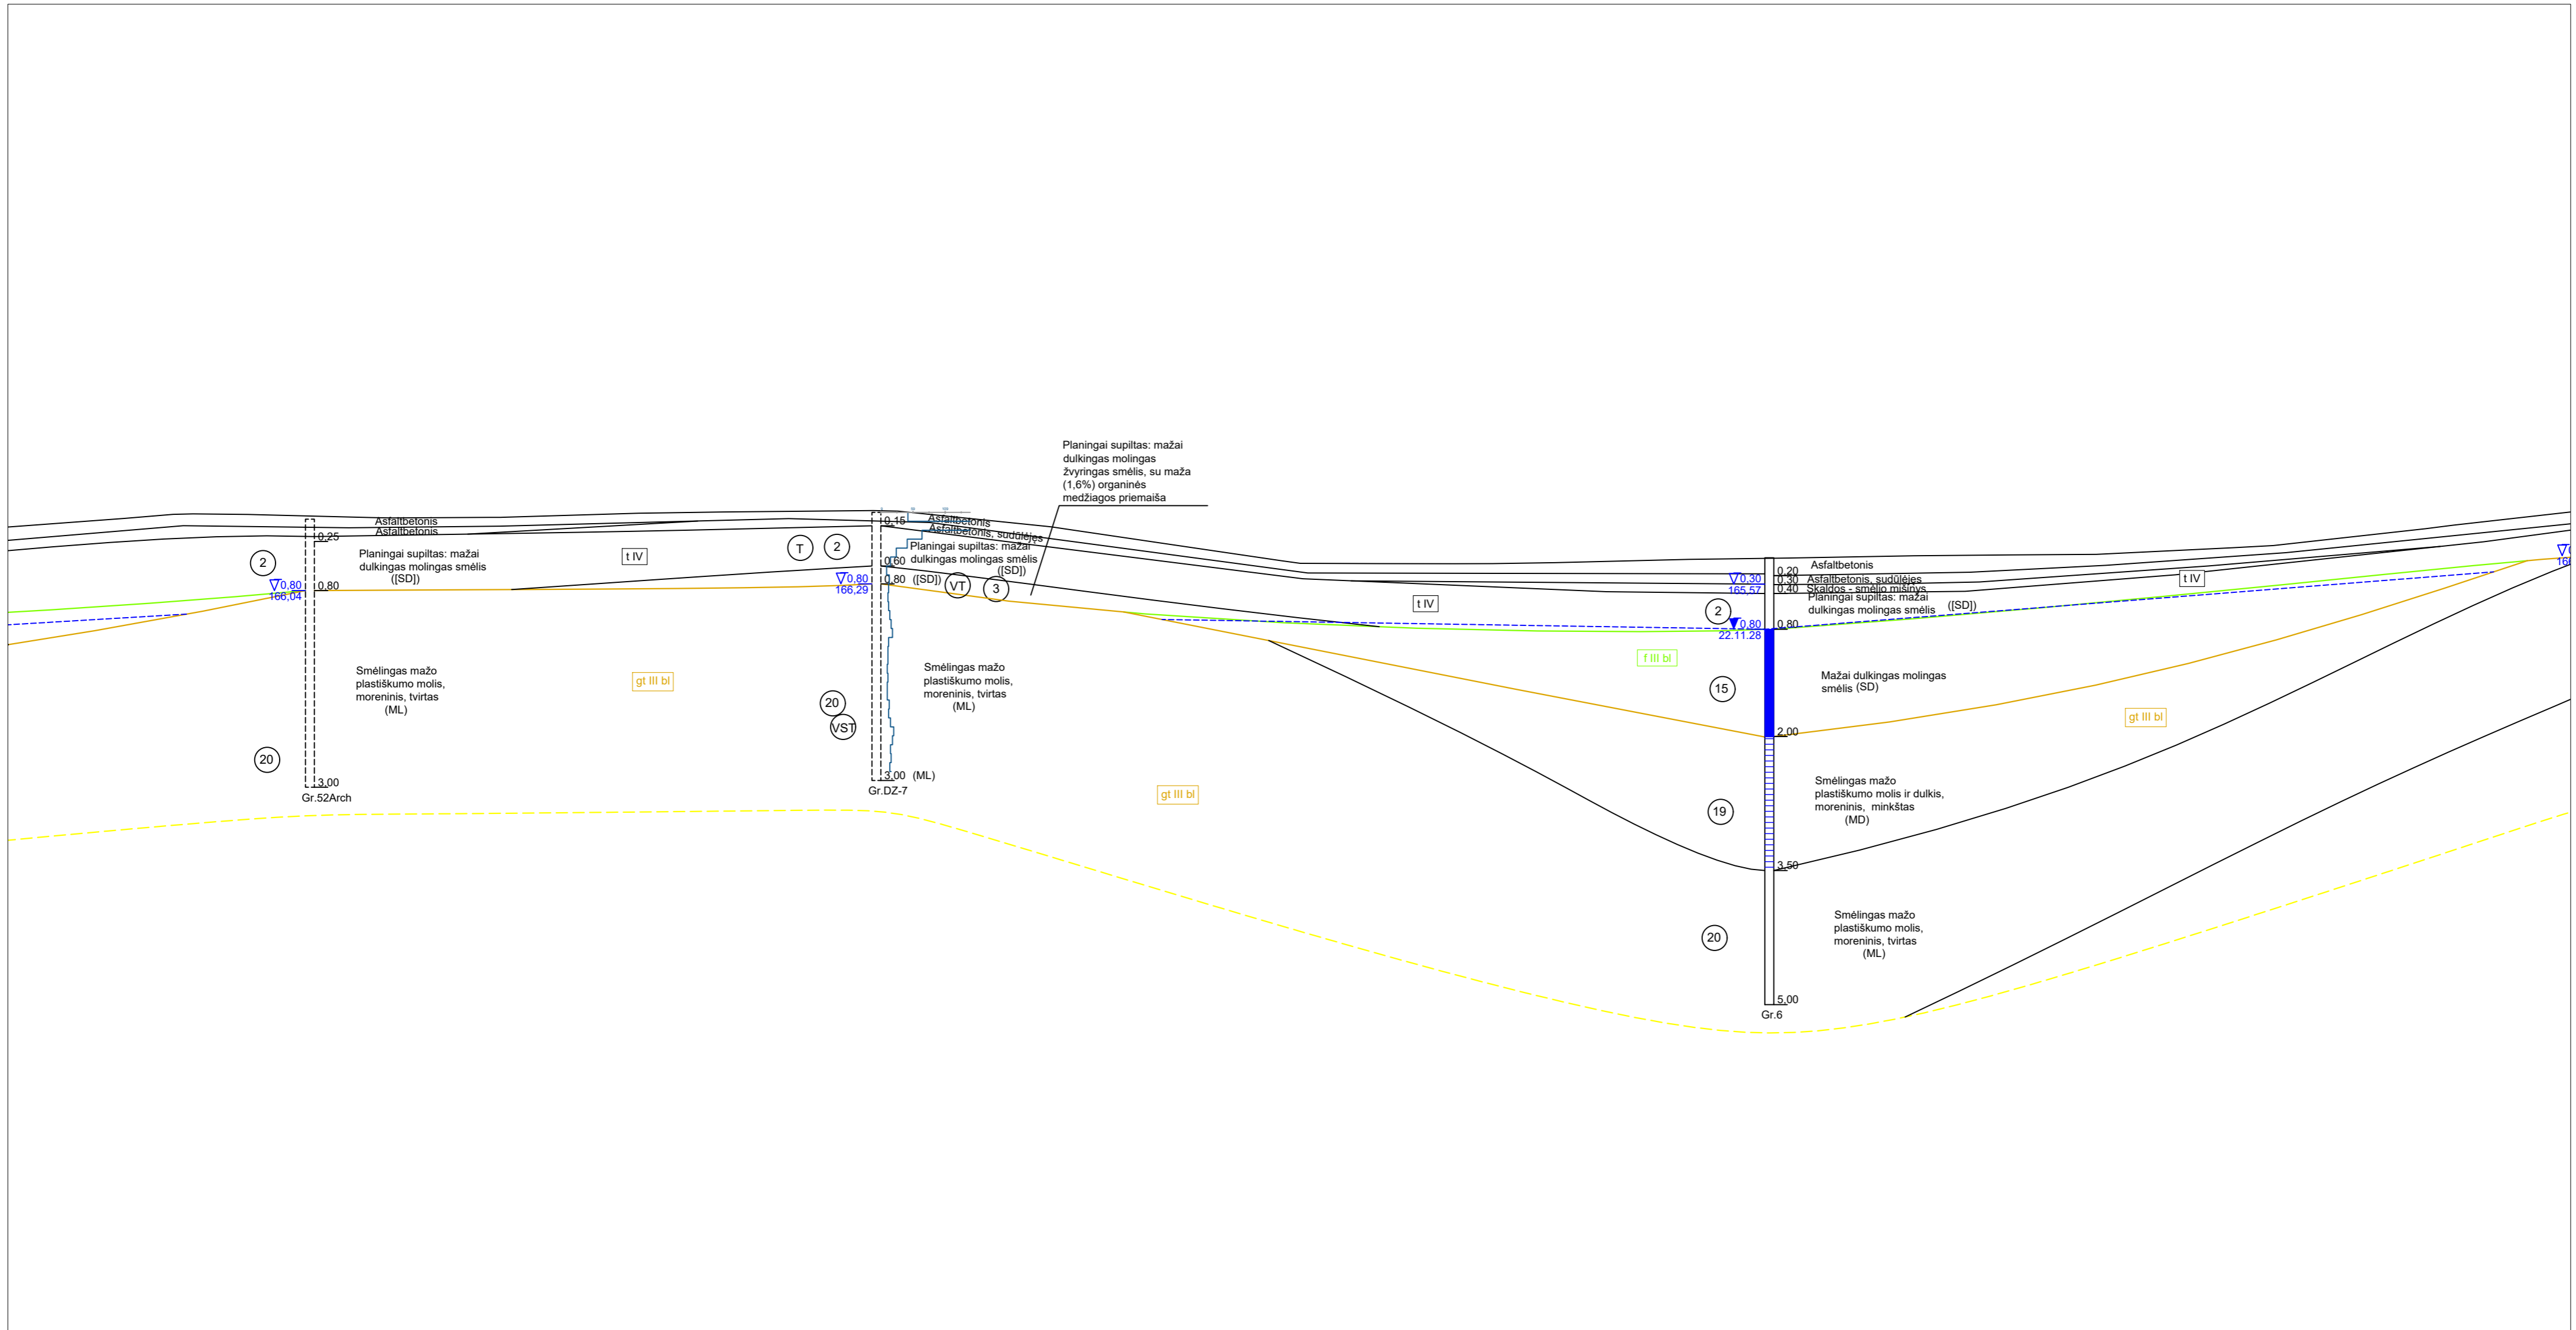 Planingai supiltas: mažai
dulkingas molingas
žvyringas smėlis, su maža
(1,6%) organinės
medžiagos priemaiša
Asfaltbetonis
Asfaltbetonis
0,25
2
Planingai supiltas: mažai
dulkingas molingas smėlis
([SD])
t IV
0,80
166,04
0,80
Smėlingas mažo
plastiškumo molis,
moreninis, tvirtas
(ML)
gt III bl
20
3,00
Gr.52Arch
T
2
0,15
Asfaltbetonis
Asfaltbetonis, sudūlėjęs
Planingai supiltas: mažai
dulkingas molingas smėlis
([SD])
0,60
0,80
166,29
0,80 ([SD])
VT
3
Smėlingas mažo
plastiškumo molis,
moreninis, tvirtas
(ML)
20
VST
3,00 (ML)
Gr.DZ-7
gt III bl
t IV
f III bl
0,30
165,57
2
0,80
22.11.28
0,20
Asfaltbetonis
0,30
Asfaltbetonis, sudūlėjęs
0,40
Skaldos - smėlio mišinys
Planingai supiltas: mažai
dulkingas molingas smėlis ([SD])
0,80
t IV
15
Mažai dulkingas molingas
smėlis (SD)
2,00
gt III bl
19
Smėlingas mažo
plastiškumo molis ir dulkis,
moreninis, minkštas
(MD)
3,50
20
Smėlingas mažo
plastiškumo molis,
moreninis, tvirtas
(ML)
5,00
Gr.6